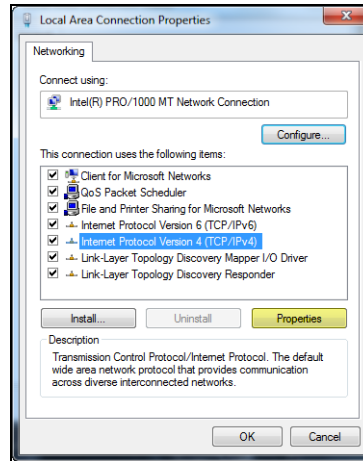 Local Area Connection Properties
Networking
Connect using:
Intel(R) PRO/1000 MT Network Connection
Configure...
This connection uses the following items:
Client for Microsoft Networks
QoS Packet Scheduler
File and Printer Sharing for Microsoft Networks
Internet Protocol Version 6 (TCP/IPv6)
Internet Protocol Version 4 (TCP/IPv4)
Link-Layer Topology Discovery Mapper I/O Driver
Link-Layer Topology Discovery Responder
Install... Uninstall Properties
Description
Transmission Control Protocol/Internet Protocol. The default
wide area network protocol that provides communication
across diverse interconnected networks.
OK Cancel